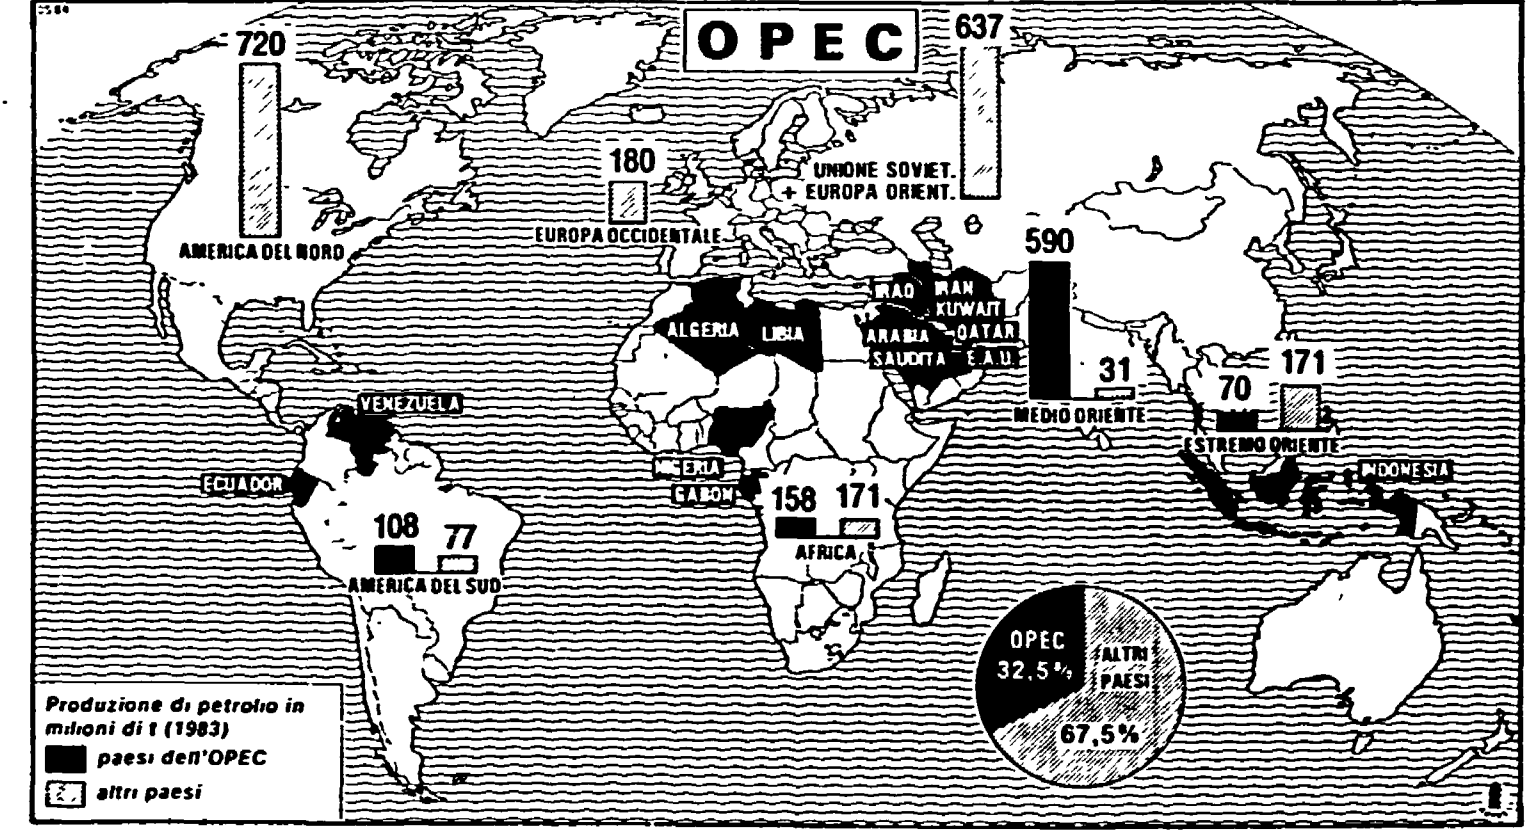 OPEC
720
AMERICA DEL NORD
180
EUROPA OCCIDENTALE
637
UNIONE SOVIET.
+ EUROPA ORIENT.
590
31
MEDIO ORIENTE
70
171
ESTREMO ORIENTE
INDONESIA
IRAQ
IRAN
KUWAIT
QATAR
ARABIA
SAUDITA
E.A.U.
ALGERIA
LIBIA
NIGERIA
GABON
158
171
AFRICA
VENEZUELA
ECUADOR
108
77
AMERICA DEL SUD
OPEC
32,5%
ALTRI
PAESI
67,5%
Produzione di petrolio in
milioni di t (1983)
paesi dell'OPEC
altri paesi